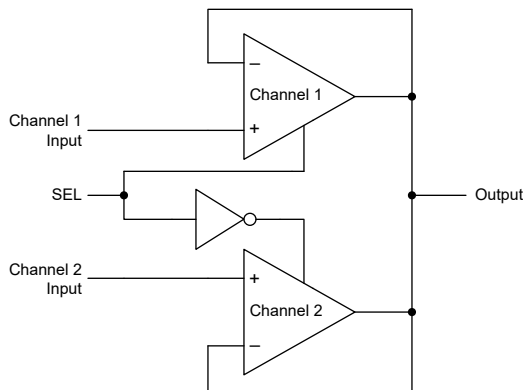 −
Channel 1
Channel 1
Input
+
SEL
Output
Channel 2
Input
+
Channel 2
−